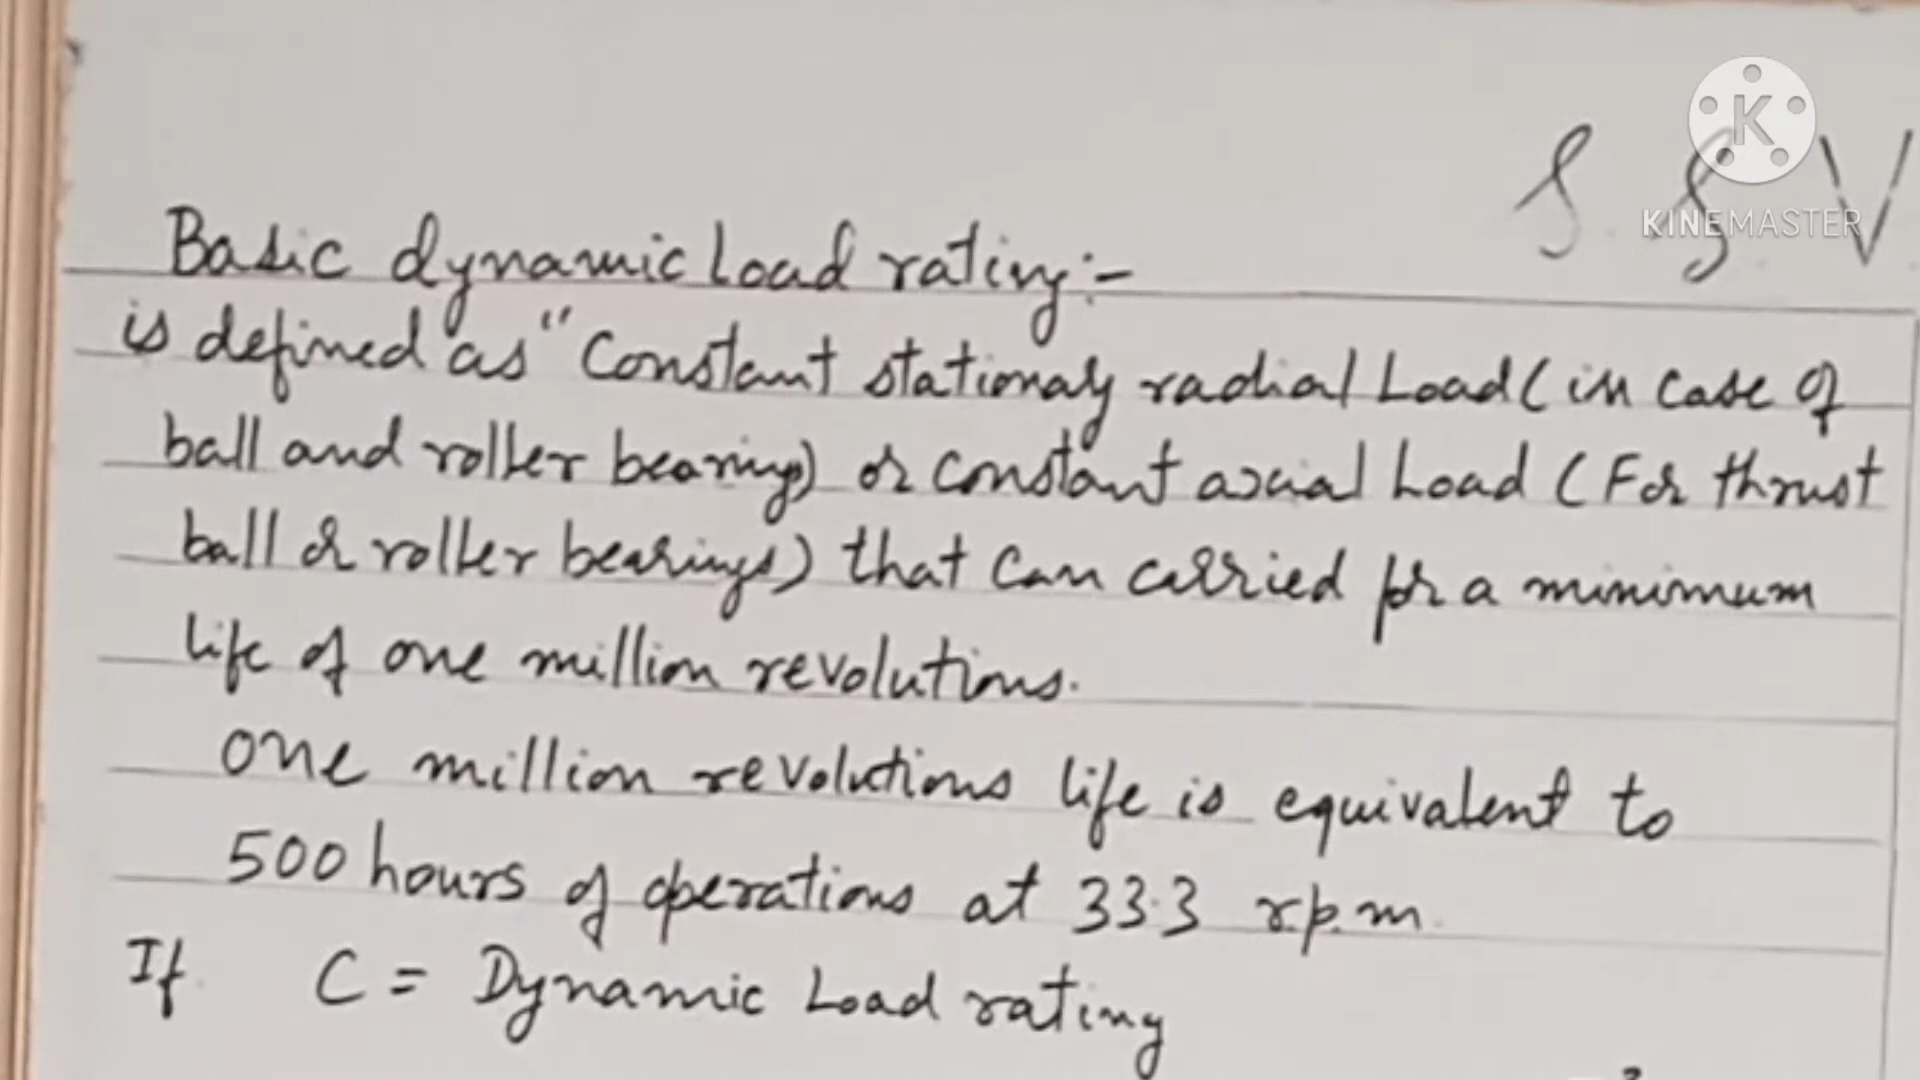 S. S. V
KINEMASTER
Basic dynamic load rating:-
is defined as "Constant stationary radial Load (in case of
ball and roller bearings) or constant axial Load (For thrust
ball & roller bearings) that can carried for a minimum
life of one million revolutions.
one million revolutions life is equivalent to
500 hours of operations at 33.3 r.p.m.
If C = Dynamic Load rating